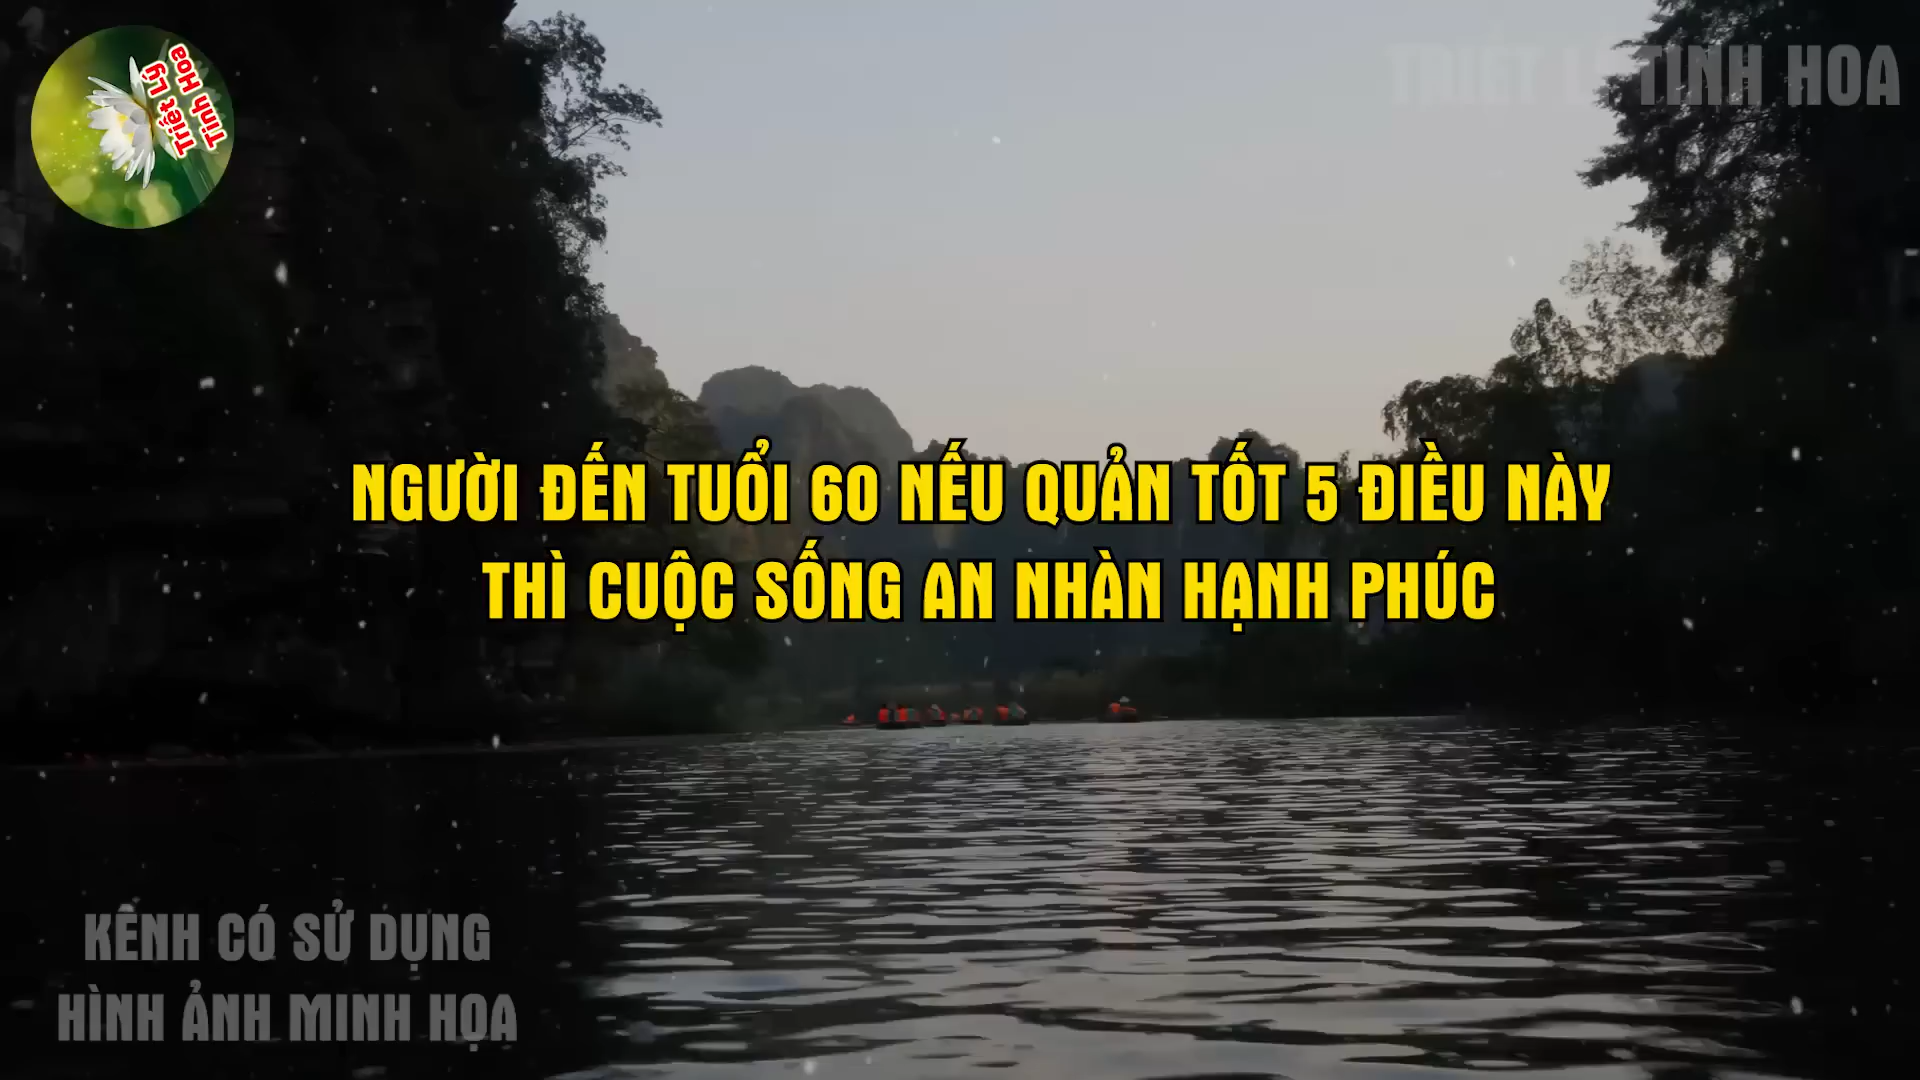 Triết Lý
Tinh Hoa
TRIẾT LÝ TINH HOA
NGƯỜI ĐẾN TUỔI 60 NẾU QUẢN TỐT 5 ĐIỀU NÀY
THÌ CUỘC SỐNG AN NHÀN HẠNH PHÚC
KÊNH CÓ SỬ DỤNG
HÌNH ẢNH MINH HỌA